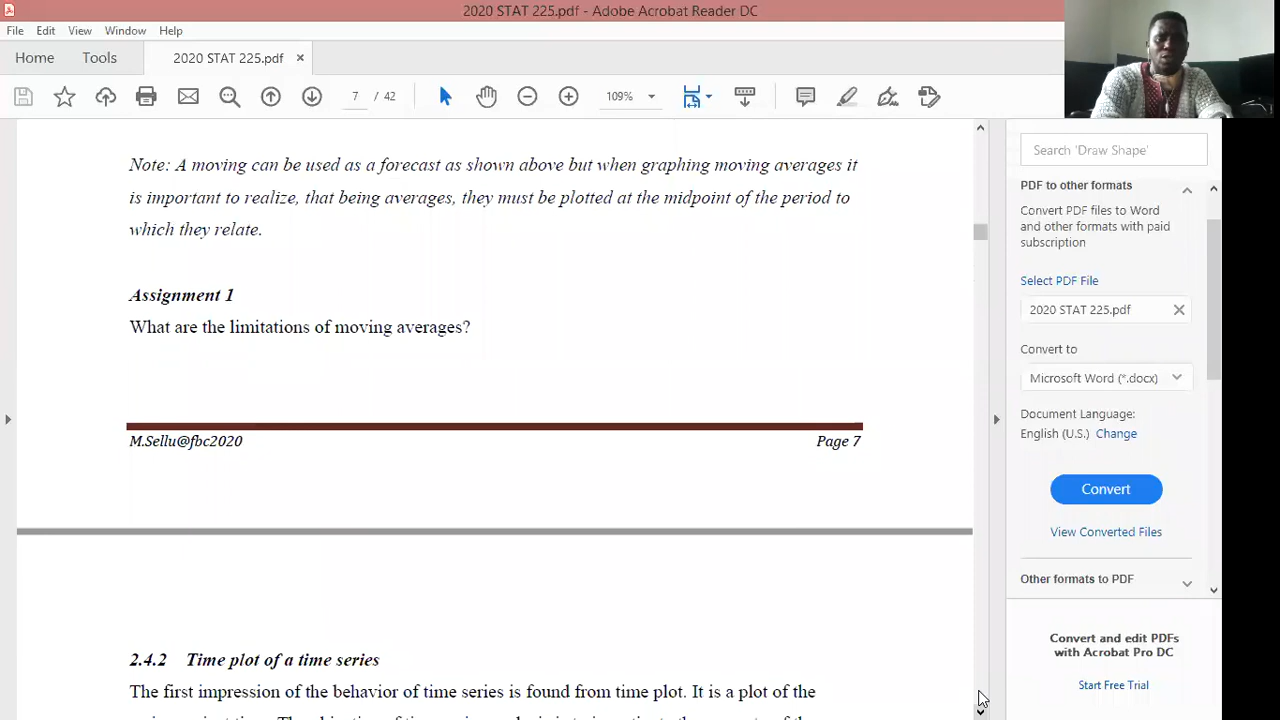 2020 STAT 225.pdf - Adobe Acrobat Reader DC
File Edit View Window Help
Home Tools 2020 STAT 225.pdf ×
7 / 42 109%
Note: A moving can be used as a forecast as shown above but when graphing moving averages it
is important to realize, that being averages, they must be plotted at the midpoint of the period to
which they relate.
Assignment 1
What are the limitations of moving averages?
M.Sellu@fbc2020 Page 7
2.4.2 Time plot of a time series
The first impression of the behavior of time series is found from time plot. It is a plot of the
Search 'Draw Shape'
PDF to other formats
Convert PDF files to Word
and other formats with paid
subscription
Select PDF File
2020 STAT 225.pdf
Convert to
Microsoft Word (*.docx)
Document Language:
English (U.S.) Change
Convert
View Converted Files
Other formats to PDF
Convert and edit PDFs
with Acrobat Pro DC
Start Free Trial